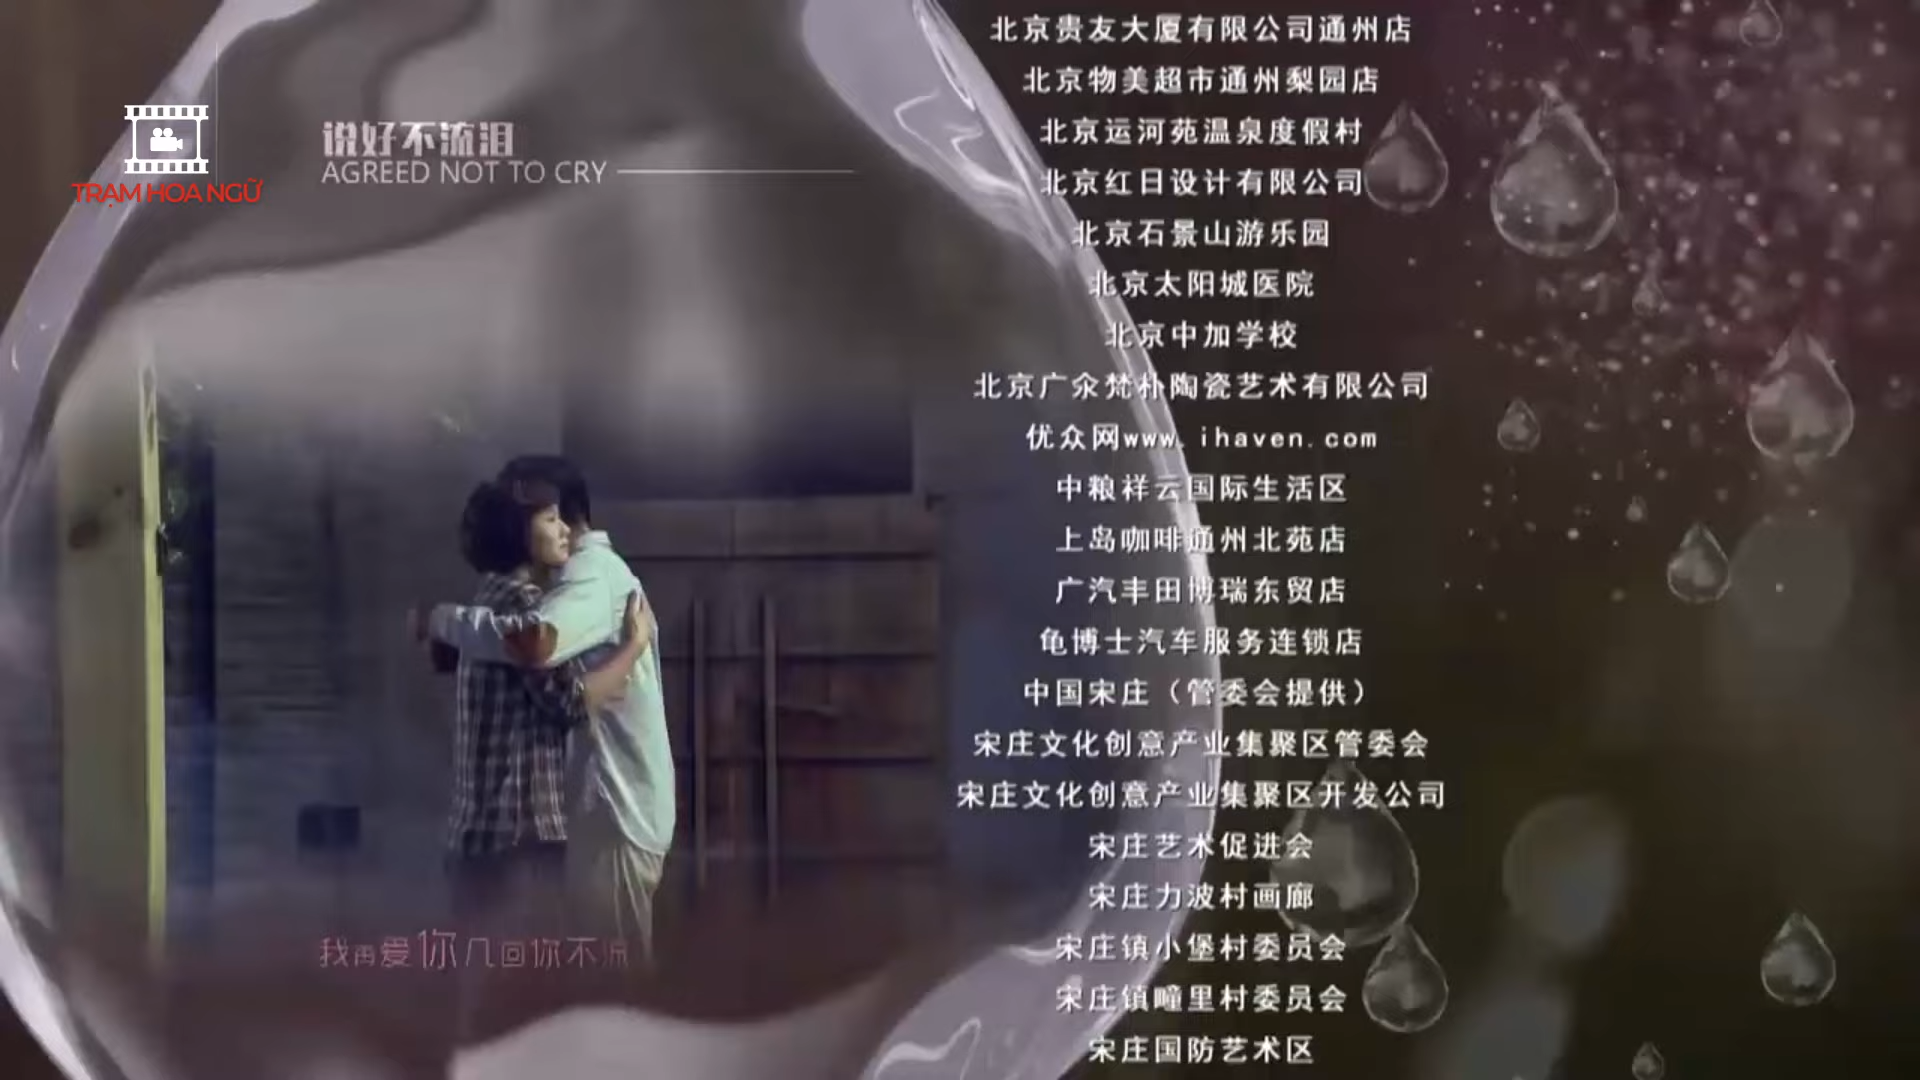 TRẠM HOA NGỮ
说好不流泪
AGREED NOT TO CRY
北京贵友大厦有限公司通州店
北京物美超市通州梨园店
北京运河苑温泉度假村
北京红日设计有限公司
北京石景山游乐园
北京太阳城医院
北京中加学校
北京广汆梵朴陶瓷艺术有限公司
优众网www.ihaven.com
中粮祥云国际生活区
上岛咖啡通州北苑店
广汽丰田博瑞东贸店
龟博士汽车服务连锁店
中国宋庄（管委会提供）
宋庄文化创意产业集聚区管委会
宋庄文化创意产业集聚区开发公司
宋庄艺术促进会
宋庄力波村画廊
宋庄镇小堡村委员会
宋庄镇疃里村委员会
宋庄国防艺术区
我再爱你几回你不流